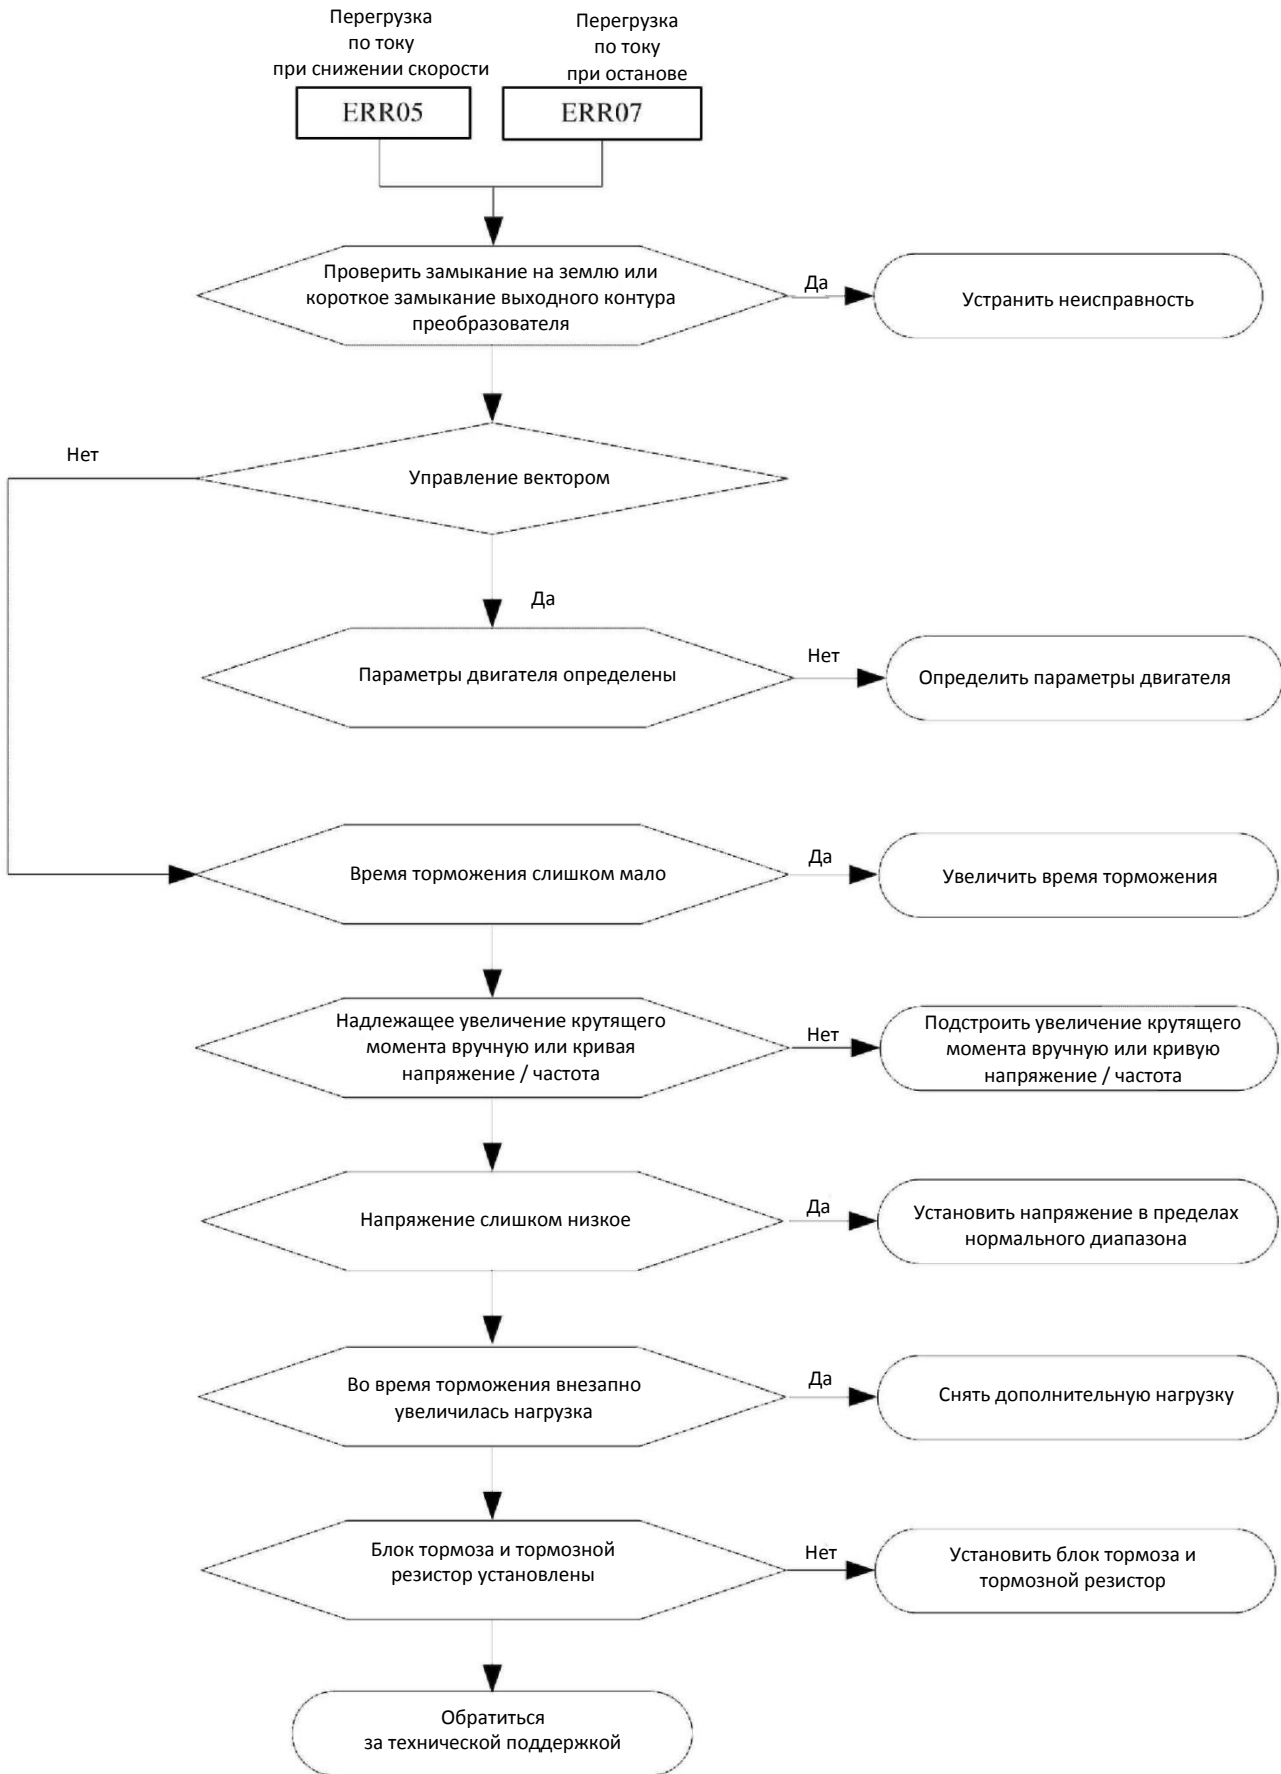 Перегрузка
по току
при снижении скорости
Перегрузка
по току
при останове
ERR05
ERR07
Проверить замыкание на землю или
короткое замыкание выходного контура
преобразователя
Да
Устранить неисправность
Нет
Управление вектором
Да
Параметры двигателя определены
Нет
Определить параметры двигателя
Время торможения слишком мало
Да
Увеличить время торможения
Надлежащее увеличение крутящего
момента вручную или кривая
напряжение / частота
Нет
Подстроить увеличение крутящего
момента вручную или кривую
напряжение / частота
Напряжение слишком низкое
Да
Установить напряжение в пределах
нормального диапазона
Во время торможения внезапно
увеличилась нагрузка
Да
Снять дополнительную нагрузку
Блок тормоза и тормозной
резистор установлены
Нет
Установить блок тормоза и
тормозной резистор
Обратиться
за технической поддержкой